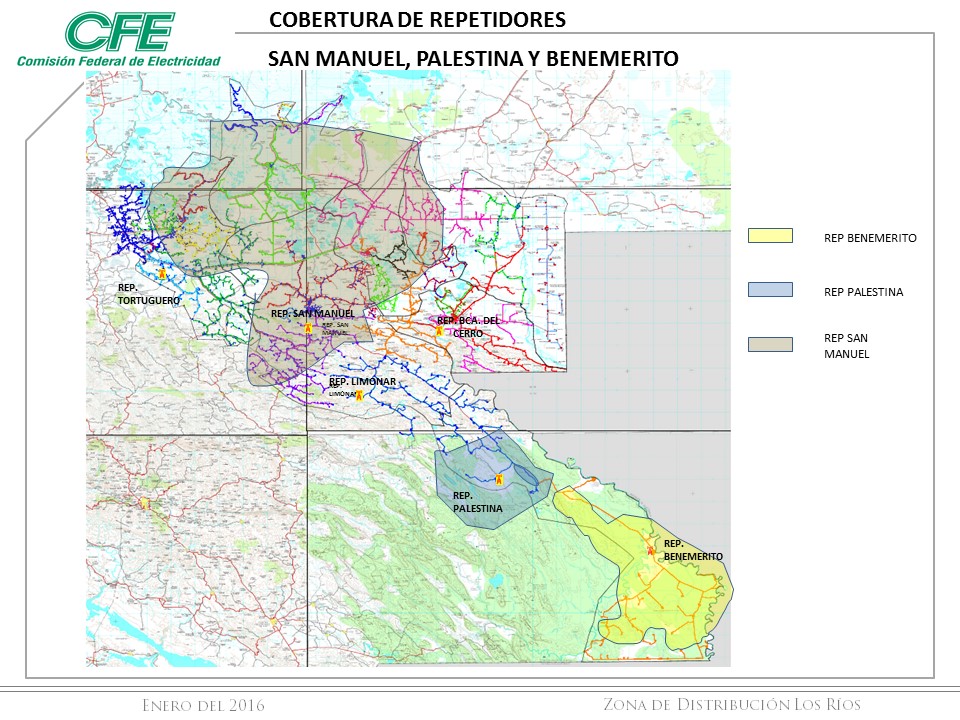 CFE
Comisión Federal de Electricidad
COBERTURA DE REPETIDORES
SAN MANUEL, PALESTINA Y BENEMERITO
REP BENEMERITO
REP PALESTINA
REP SAN
MANUEL
REP.
TORTUGUERO
REP. SAN MANUEL
REP. SAN
MANUEL
REP. BCA. DEL
CERRO
REP. LIMONAR
REP.
LIMONAR
REP.
PALESTINA
REP.
BENEMERITO
ENERO DEL 2016
ZONA DE DISTRIBUCIÓN LOS RÍOS